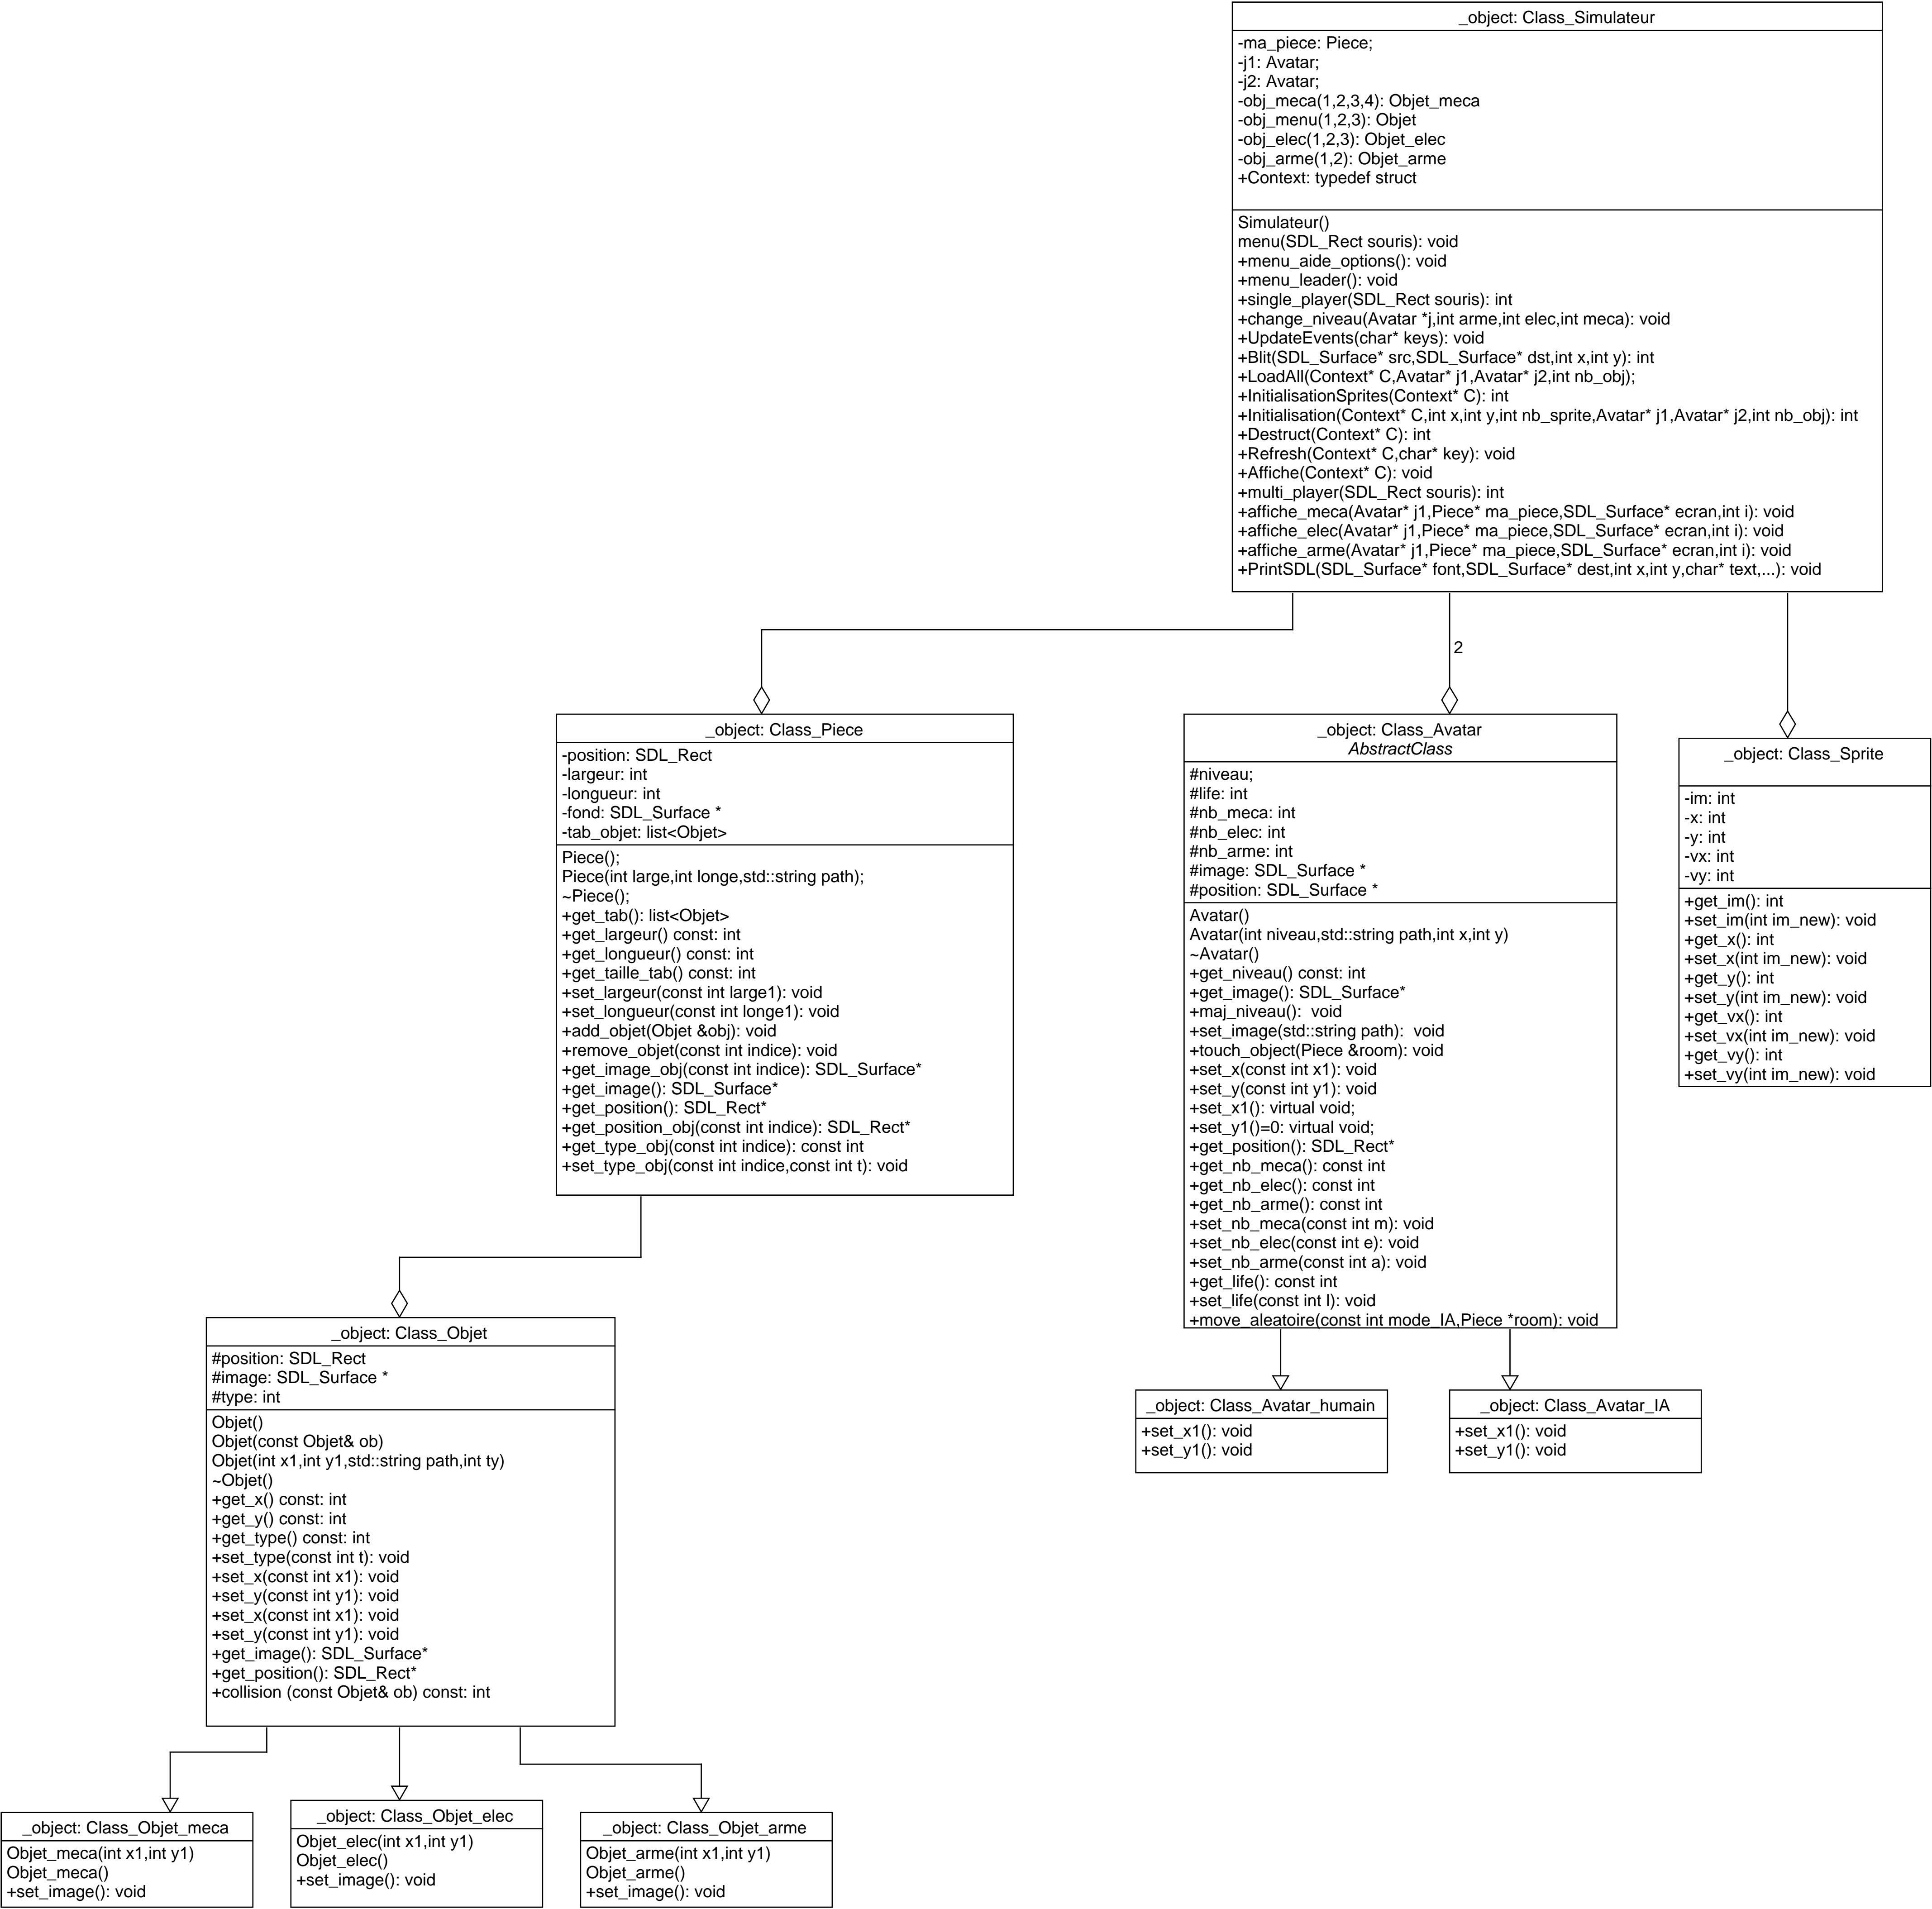 _object: Class_Simulateur
-ma_piece: Piece;
-j1: Avatar;
-j2: Avatar;
-obj_meca(1,2,3,4): Objet_meca
-obj_menu(1,2,3): Objet
-obj_elec(1,2,3): Objet_elec
-obj_arme(1,2): Objet_arme
+Context: typedef struct
Simulateur()
menu(SDL_Rect souris): void
+menu_aide_options(): void
+menu_leader(): void
+single_player(SDL_Rect souris): int
+change_niveau(Avatar *j,int arme,int elec,int meca): void
+UpdateEvents(char* keys): void
+Blit(SDL_Surface* src,SDL_Surface* dst,int x,int y): int
+LoadAll(Context* C,Avatar* j1,Avatar* j2,int nb_obj);
+InitialisationSprites(Context* C): int
+Initialisation(Context* C,int x,int y,int nb_sprite,Avatar* j1,Avatar* j2,int nb_obj): int
+Destruct(Context* C): int
+Refresh(Context* C,char* key): void
+Affiche(Context* C): void
+multi_player(SDL_Rect souris): int
+affiche_meca(Avatar* j1,Piece* ma_piece,SDL_Surface* ecran,int i): void
+affiche_elec(Avatar* j1,Piece* ma_piece,SDL_Surface* ecran,int i): void
+affiche_arme(Avatar* j1,Piece* ma_piece,SDL_Surface* ecran,int i): void
+PrintSDL(SDL_Surface* font,SDL_Surface* dest,int x,int y,char* text,...): void
2
_object: Class_Piece
-position: SDL_Rect
-largeur: int
-longueur: int
-fond: SDL_Surface *
-tab_objet: list<Objet>
Piece();
Piece(int large,int longe,std::string path);
~Piece();
+get_tab(): list<Objet>
+get_largeur() const: int
+get_longueur() const: int
+get_taille_tab() const: int
+set_largeur(const int large1): void
+set_longueur(const int longe1): void
+add_objet(Objet &obj): void
+remove_objet(const int indice): void
+get_image_obj(const int indice): SDL_Surface*
+get_image(): SDL_Surface*
+get_position(): SDL_Rect*
+get_position_obj(const int indice): SDL_Rect*
+get_type_obj(const int indice): const int
+set_type_obj(const int indice,const int t): void
_object: Class_Avatar
AbstractClass
#niveau;
#life: int
#nb_meca: int
#nb_elec: int
#nb_arme: int
#image: SDL_Surface *
#position: SDL_Surface *
Avatar()
Avatar(int niveau,std::string path,int x,int y)
~Avatar()
+get_niveau() const: int
+get_image(): SDL_Surface*
+maj_niveau():  void
+set_image(std::string path):  void
+touch_object(Piece &room): void
+set_x(const int x1): void
+set_y(const int y1): void
+set_x1(): virtual void;
+set_y1()=0: virtual void;
+get_position(): SDL_Rect*
+get_nb_meca(): const int
+get_nb_elec(): const int
+get_nb_arme(): const int
+set_nb_meca(const int m): void
+set_nb_elec(const int e): void
+set_nb_arme(const int a): void
+get_life(): const int
+set_life(const int l): void
+move_aleatoire(const int mode_IA,Piece *room): void
_object: Class_Sprite
-im: int
-x: int
-y: int
-vx: int
-vy: int
+get_im(): int
+set_im(int im_new): void
+get_x(): int
+set_x(int im_new): void
+get_y(): int
+set_y(int im_new): void
+get_vx(): int
+set_vx(int im_new): void
+get_vy(): int
+set_vy(int im_new): void
_object: Class_Objet
#position: SDL_Rect
#image: SDL_Surface *
#type: int
Objet()
Objet(const Objet& ob)
Objet(int x1,int y1,std::string path,int ty)
~Objet()
+get_x() const: int
+get_y() const: int
+get_type() const: int
+set_type(const int t): void
+set_x(const int x1): void
+set_y(const int y1): void
+set_x(const int x1): void
+set_y(const int y1): void
+get_image(): SDL_Surface*
+get_position(): SDL_Rect*
+collision (const Objet& ob) const: int
_object: Class_Avatar_humain
+set_x1(): void
+set_y1(): void
_object: Class_Avatar_IA
+set_x1(): void
+set_y1(): void
_object: Class_Objet_meca
Objet_meca(int x1,int y1)
Objet_meca()
+set_image(): void
_object: Class_Objet_elec
Objet_elec(int x1,int y1)
Objet_elec()
+set_image(): void
_object: Class_Objet_arme
Objet_arme(int x1,int y1)
Objet_arme()
+set_image(): void